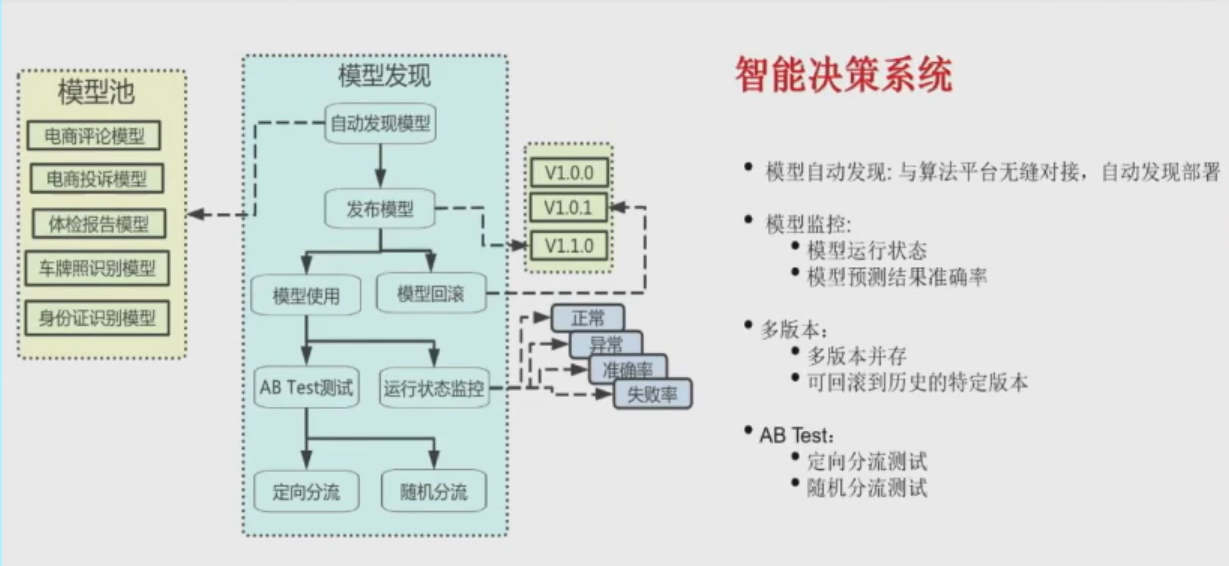 模型池
电商评论模型
电商投诉模型
体检报告模型
车牌照识别模型
身份证识别模型
模型发现
自动发现模型
发布模型
模型使用
模型回滚
AB Test测试
运行状态监控
定向分流
随机分流
V1.0.0
V1.0.1
V1.1.0
正常
异常
准确率
失败率
智能决策系统
• 模型自动发现: 与算法平台无缝对接，自动发现部署
• 模型监控:
• 模型运行状态
• 模型预测结果准确率
• 多版本：
• 多版本并存
• 可回滚到历史的特定版本
• AB Test：
• 定向分流测试
• 随机分流测试